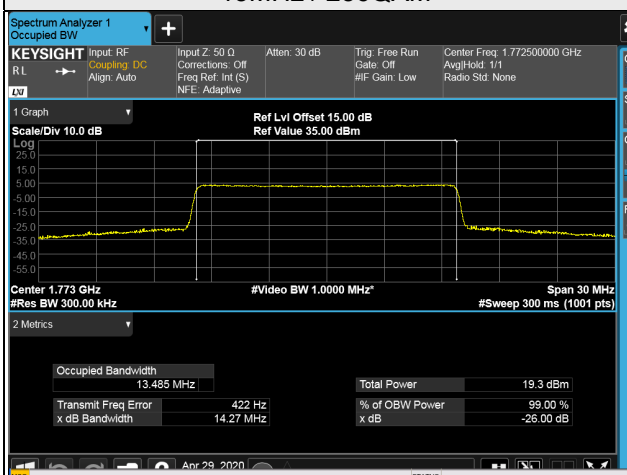 Spectrum Analyzer 1
Occupied BW
KEYSIGHT
Input: RF
Input Z: 50 Ω
Atten: 30 dB
Trig: Free Run
Center Freq: 1.772500000 GHz
R L
Coupling: DC
Corrections: Off
Gate: Off
Avg|Hold: 1/1
Align: Auto
Freq Ref: Int (S)
#IF Gain: Low
Radio Std: None
LXI
NFE: Adaptive
1 Graph
Ref Lvl Offset 15.00 dB
Scale/Div 10.0 dB
Ref Value 35.00 dBm
Log
25.0
15.0
5.00
-5.00
-15.0
-25.0
-35.0
-45.0
-55.0
Center 1.773 GHz
#Video BW 1.0000 MHz*
Span 30 MHz
#Res BW 300.00 kHz
#Sweep 300 ms (1001 pts)
2 Metrics
Occupied Bandwidth
13.485 MHz
Total Power
19.3 dBm
Transmit Freq Error
422 Hz
% of OBW Power
99.00 %
x dB Bandwidth
14.27 MHz
x dB
-26.00 dB
Apr 29, 2020